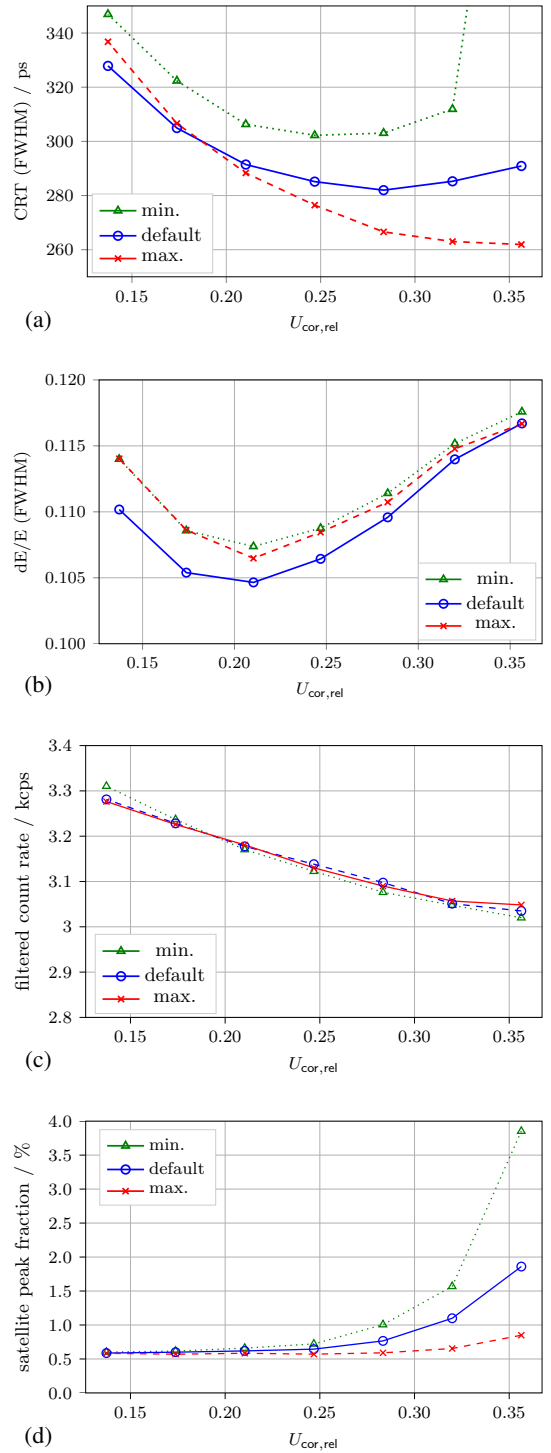 340
320
300
280
260
CRT (FWHM) / ps
min.
default
max.
0.15
0.20
0.25
0.30
0.35
(a)
U_cor,rel
0.120
0.115
0.110
0.105
0.100
dE/E (FWHM)
min.
default
max.
0.15
0.20
0.25
0.30
0.35
(b)
U_cor,rel
3.4
3.3
3.2
3.1
3
2.9
2.8
filtered count rate / kcps
min.
default
max.
0.15
0.20
0.25
0.30
0.35
(c)
U_cor,rel
4.0
3.5
3.0
2.5
2.0
1.5
1.0
0.5
0.0
satellite peak fraction / %
min.
default
max.
0.15
0.20
0.25
0.30
0.35
(d)
U_cor,rel